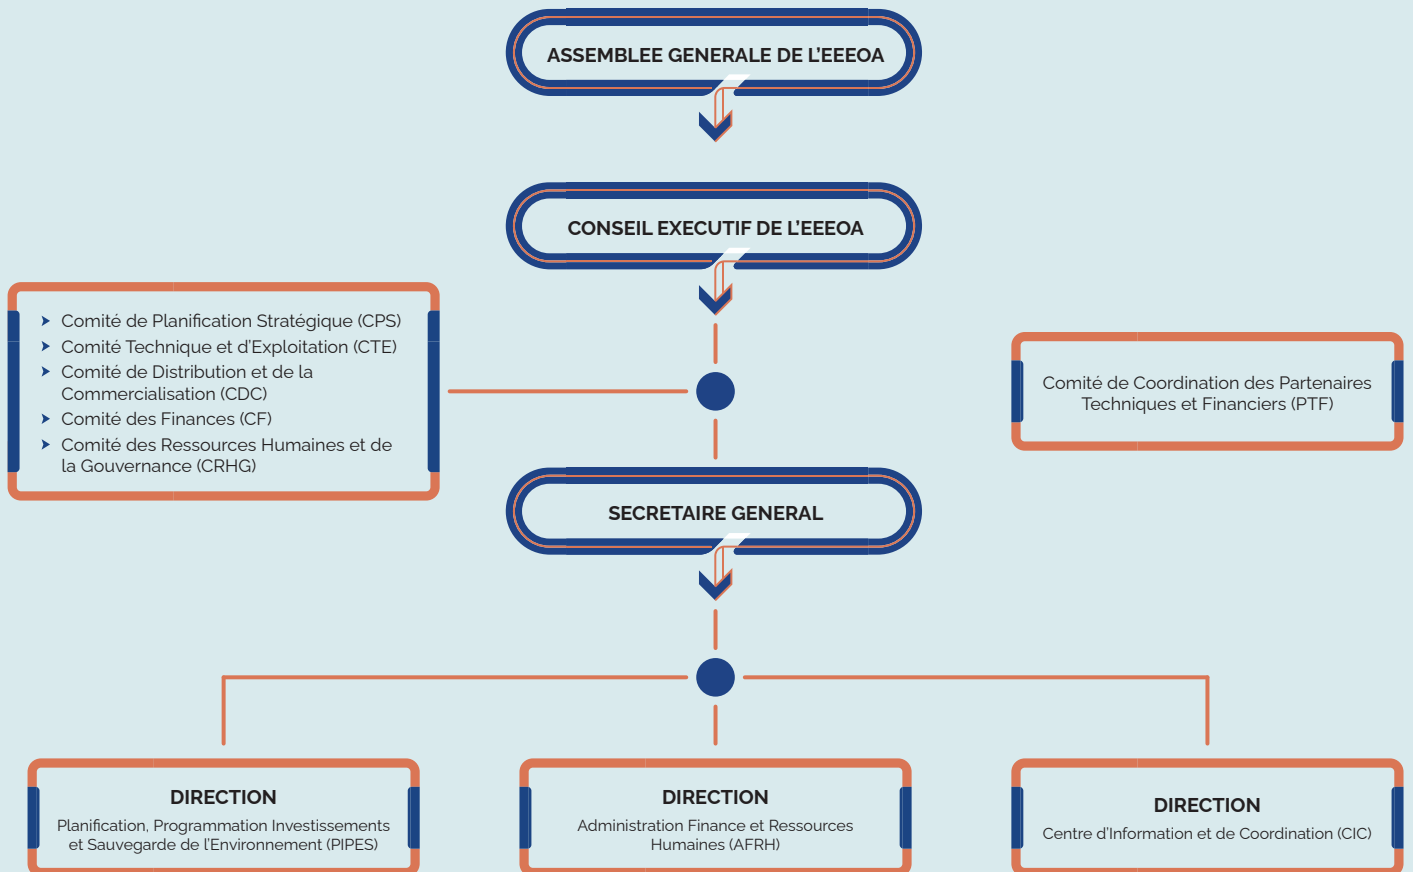 ASSEMBLEE GENERALE DE L'EEEOA
CONSEIL EXECUTIF DE L'EEEOA
Comité de Planification Stratégique (CPS)
Comité Technique et d'Exploitation (CTE)
Comité de Distribution et de la
Commercialisation (CDC)
Comité des Finances (CF)
Comité des Ressources Humaines et de
la Gouvernance (CRHG)
Comité de Coordination des Partenaires
Techniques et Financiers (PTF)
SECRETAIRE GENERAL
DIRECTION
Planification, Programmation Investissements
et Sauvegarde de l'Environnement (PIPES)
DIRECTION
Administration Finance et Ressources
Humaines (AFRH)
DIRECTION
Centre d'Information et de Coordination (CIC)